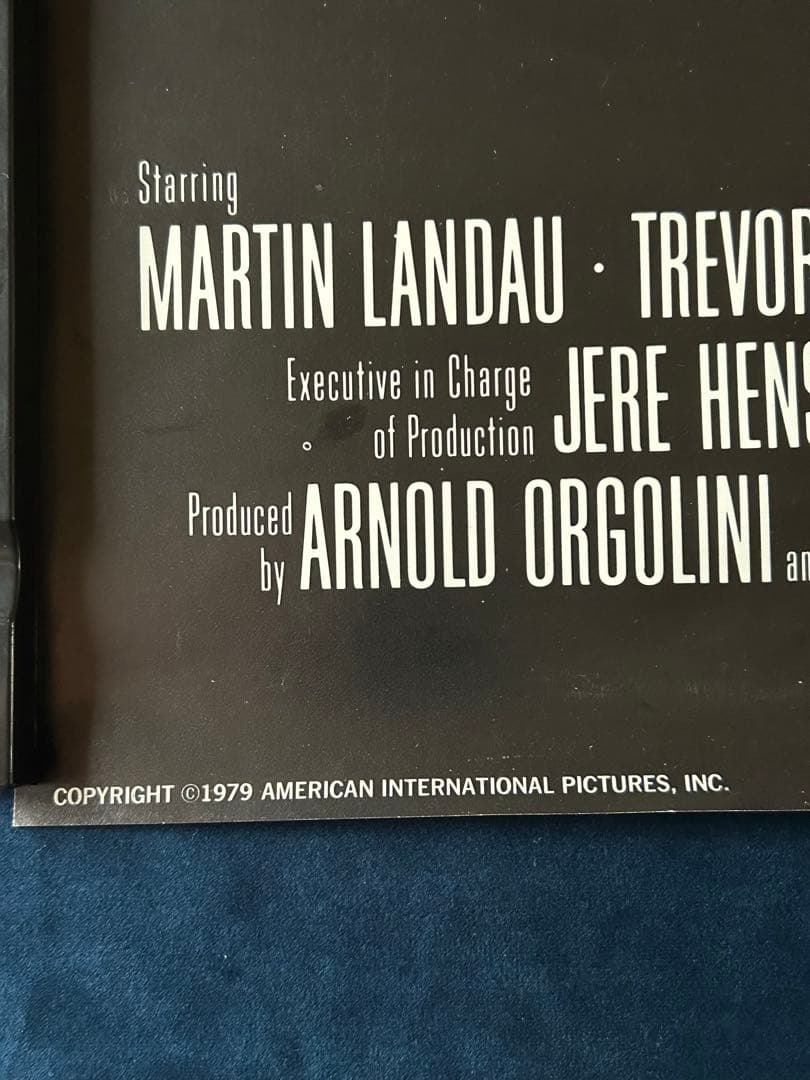 Starring
MARTIN LANDAU · TREVOR
Executive in Charge
of Production JERE HENS
Produced
by ARNOLD ORGOLINI an
COPYRIGHT ©1979 AMERICAN INTERNATIONAL PICTURES, INC.